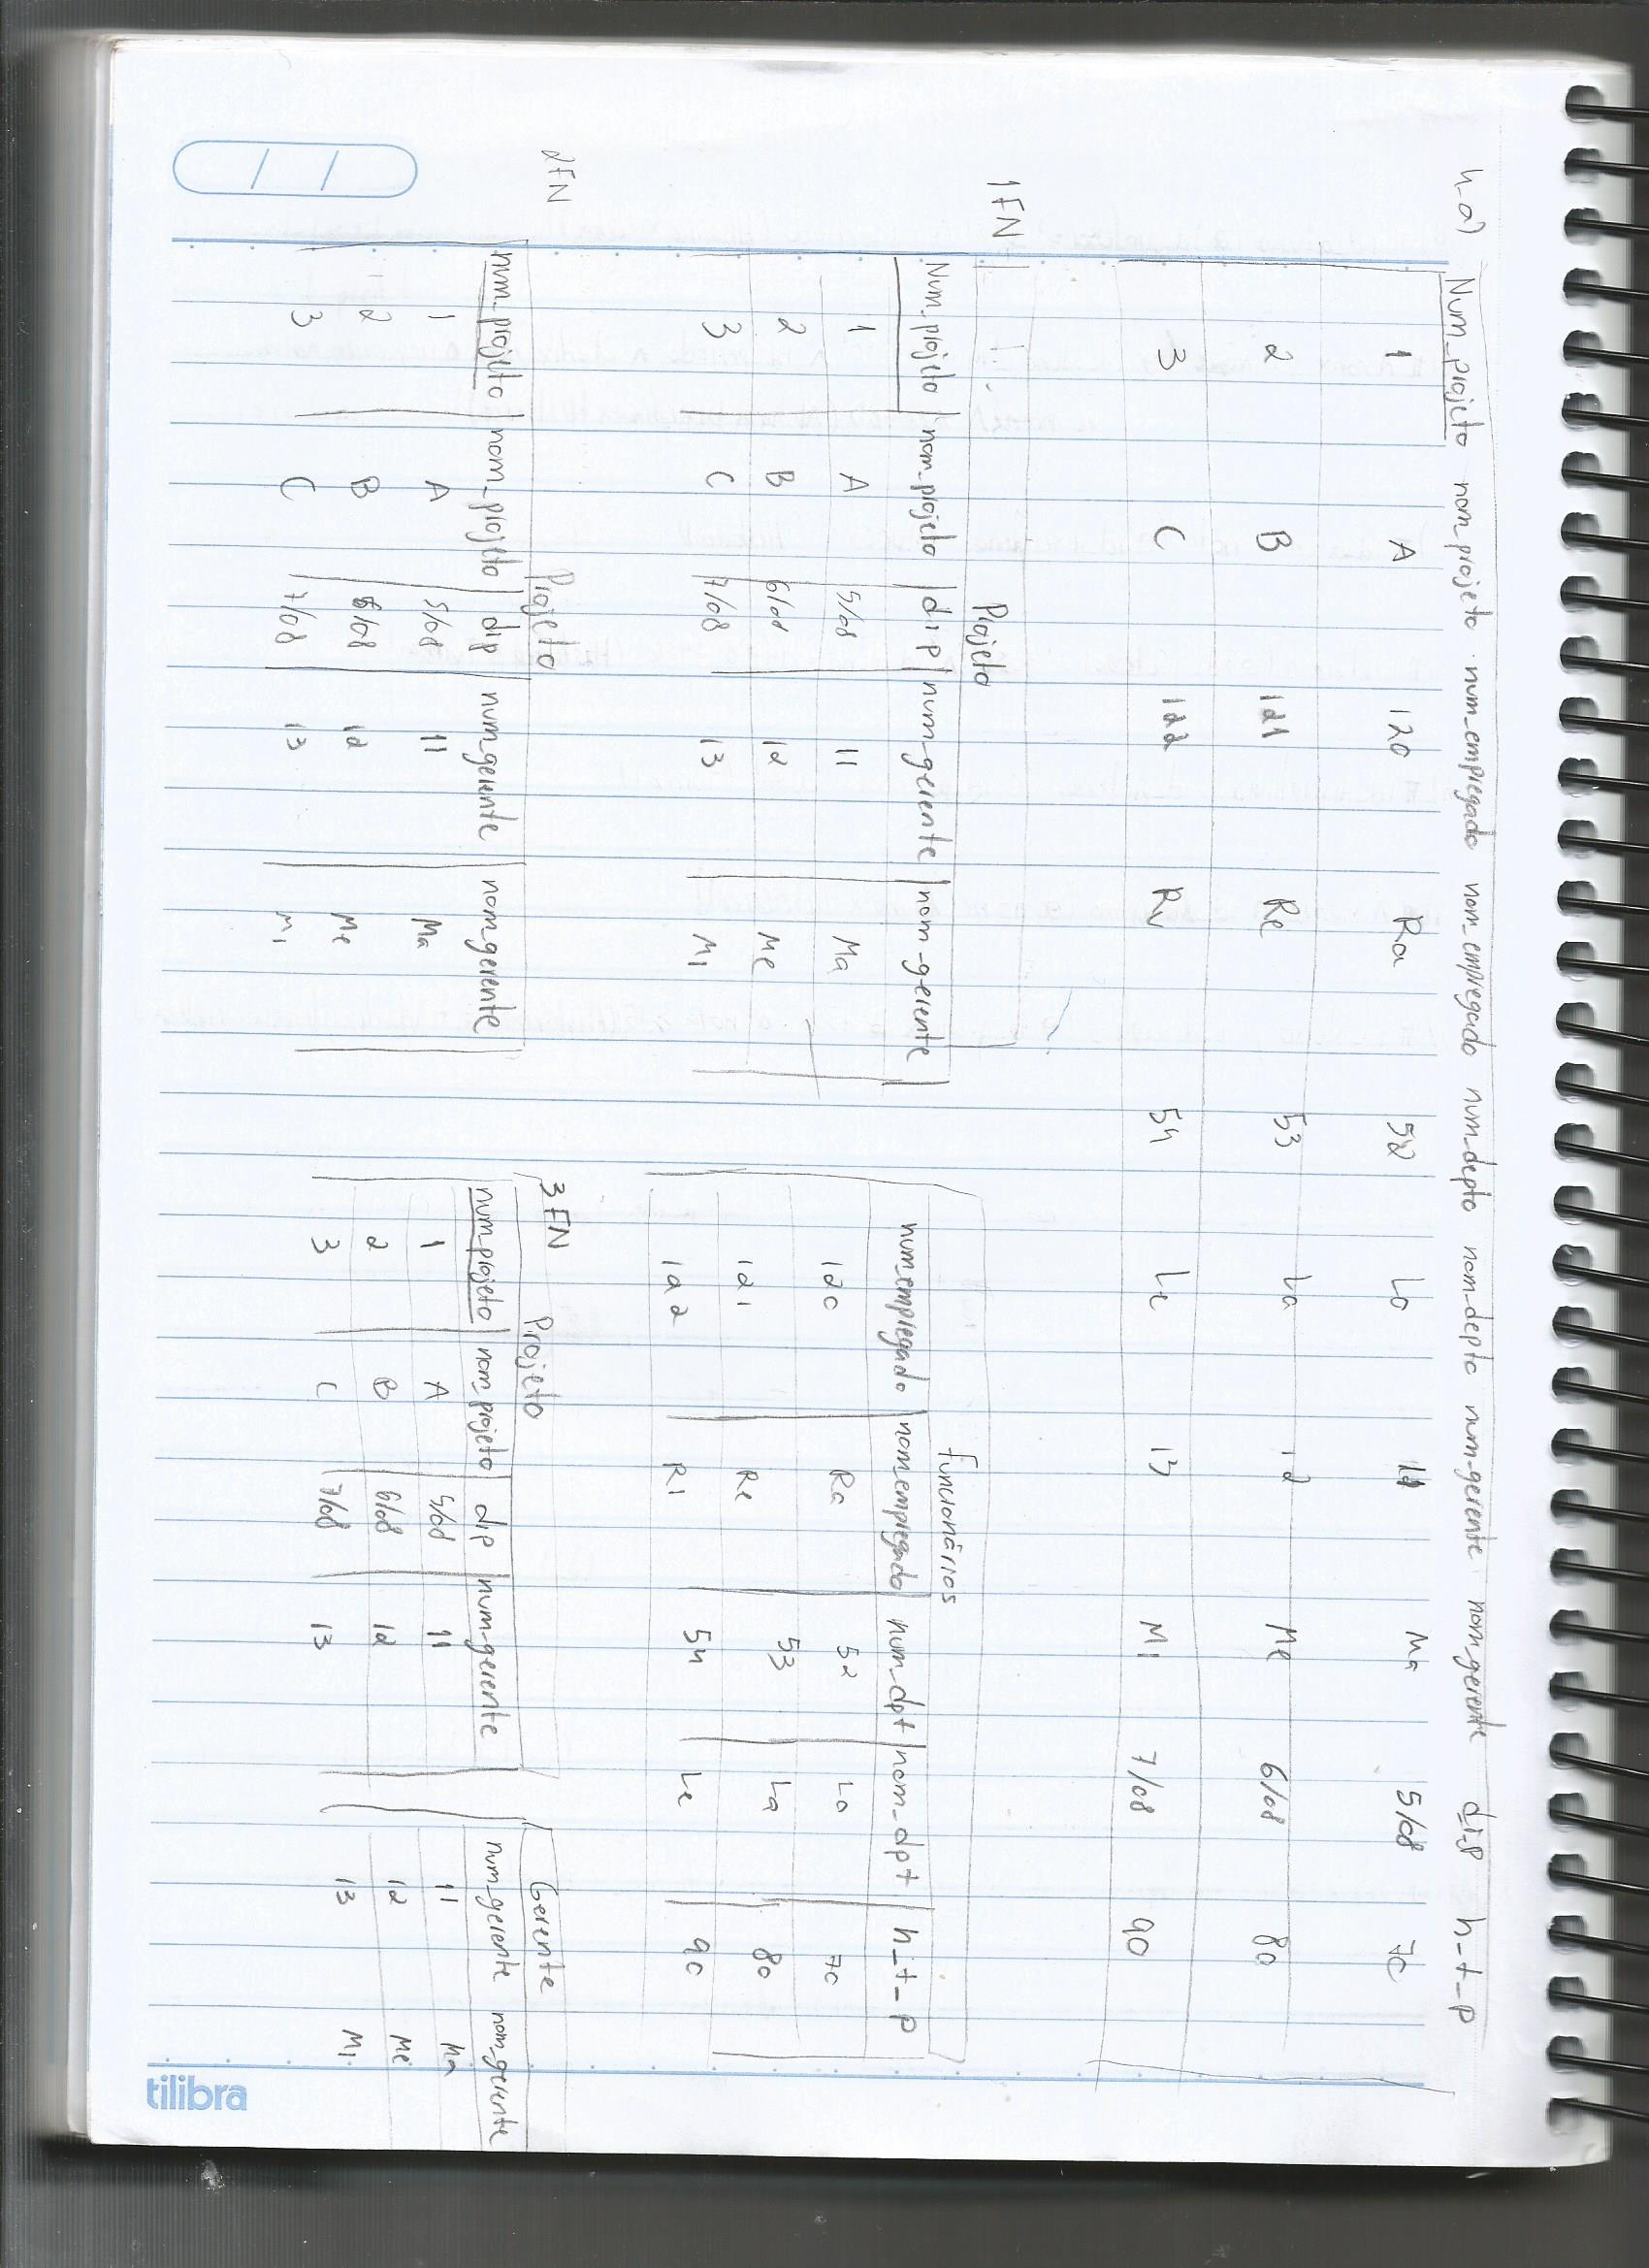 4-a) Num_projeto nom_projeto num_empregado nom_empregado num_depto nom_depto num_gerente nom_gerente d_i_p h_t_p
1 A 120 Ra 52 Lo 11 Ma 5/08 70
2 B 121 Re 53 La 12 Me 6/08 80
3 C 122 54 Le 13 Mi 7/08 90
1FN
Projeto
Num_projeto nom_projeto dip num_gerente nom_gerente
1 A 5/08 11 Ma
2 B 6/08 12 Me
3 C 7/08 13 Mi
Funcionários
num_empregado nom_empregado num_dpt nom_dpt h_t_p
120 Ra 52 Lo 70
121 Re 53 La 80
122 Ri 54 Le 90
2FN
Projeto
num_projeto nom_projeto dip num_gerente nom_gerente
1 A 5/08 11 Ma
2 B 6/08 12 Me
3 C 7/08 13 Mi
3FN
Projeto
num_projeto nom_projeto dip num_gerente
1 A 5/08 11
2 B 6/08 12
3 C 7/08 13
Gerente
num_gerente nom_gerente
11 Ma
12 Me
13 Mi
tilibra